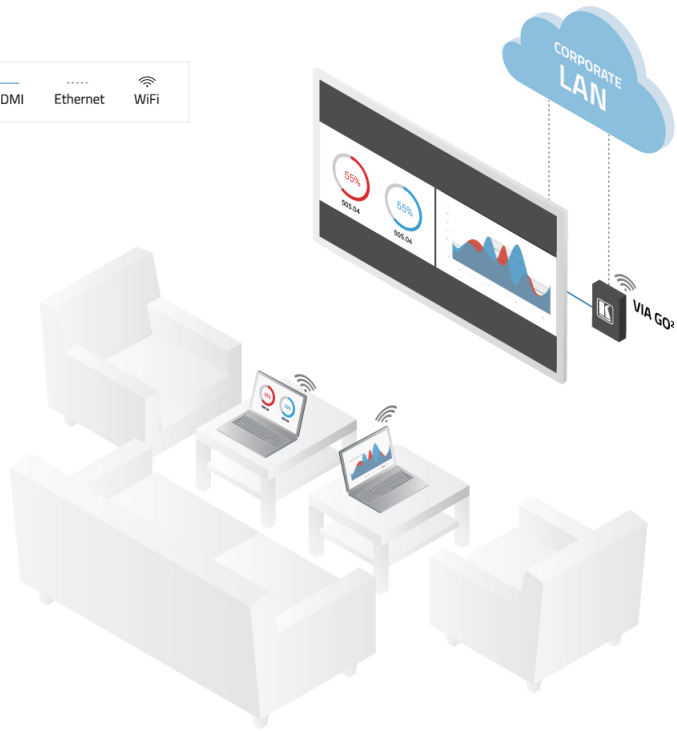 CORPORATE
LAN
DMI Ethernet WiFi
55%
505.04
55%
505.04
K
VIA GO²